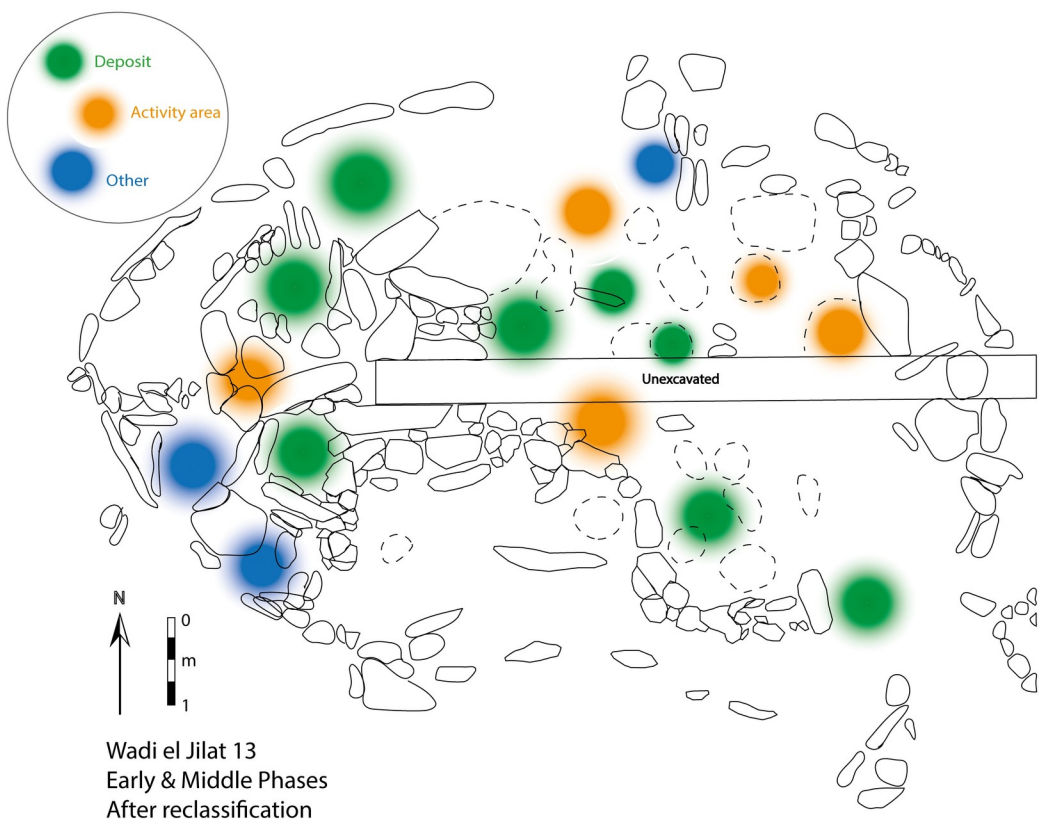 Deposit
Activity area
Other
Unexcavated
N
0
m
1
Wadi el Jilat 13
Early & Middle Phases
After reclassification